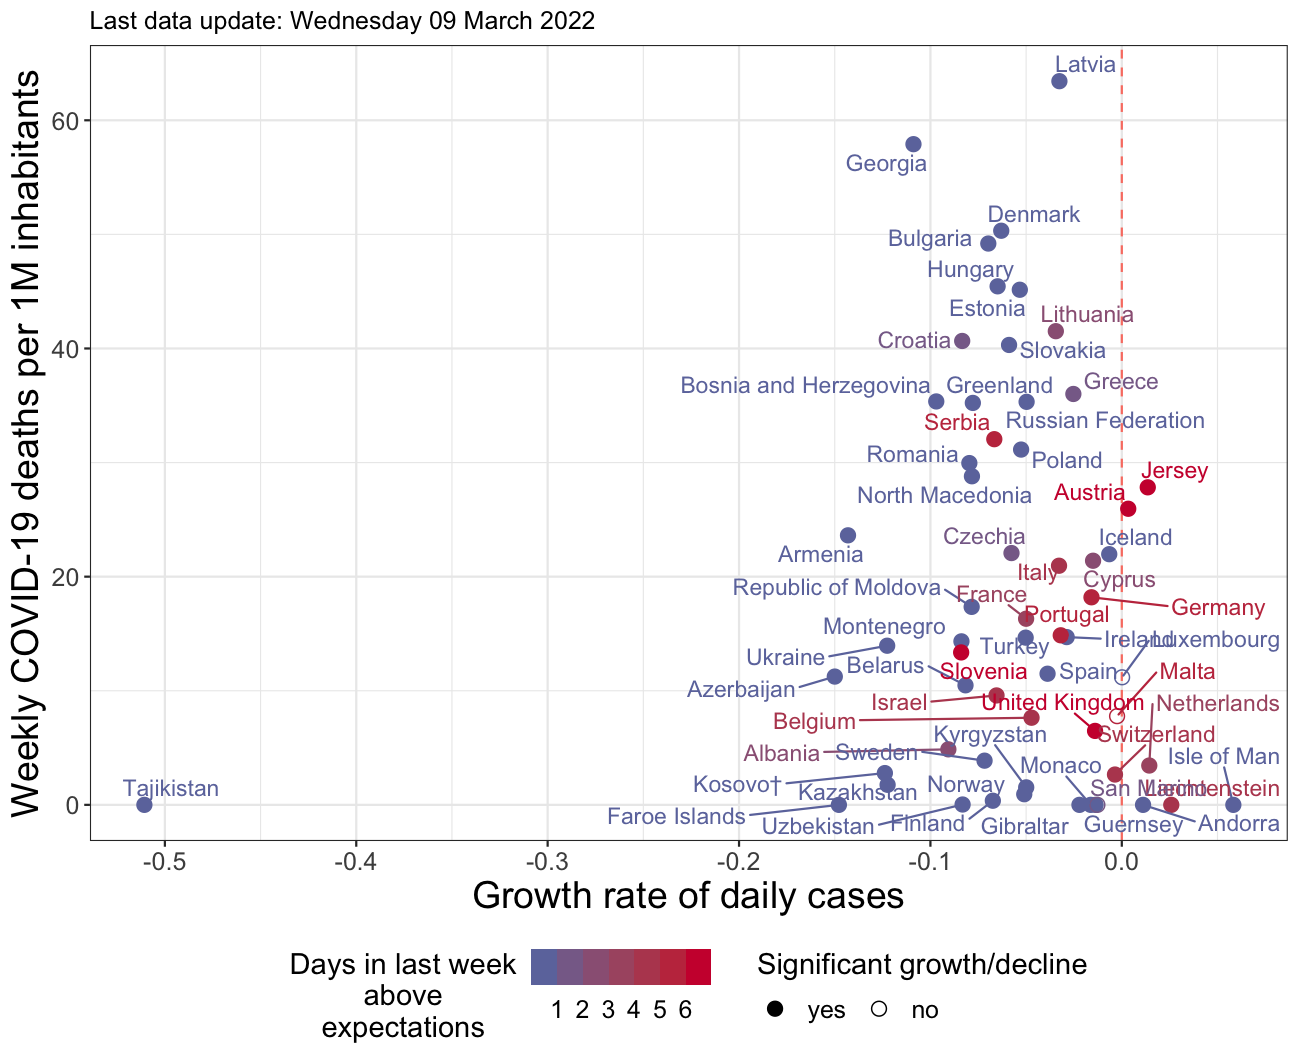 Last data update: Wednesday 09 March 2022
Weekly COVID-19 deaths per 1M inhabitants
60
40
20
0
Latvia
Georgia
Denmark
Bulgaria
Hungary
Estonia
Lithuania
Croatia
Slovakia
Bosnia and Herzegovina
Greenland
Greece
Serbia
Russian Federation
Romania
Poland
North Macedonia
Jersey
Austria
Czechia
Iceland
Armenia
Italy
Cyprus
Republic of Moldova
France
Portugal
Germany
Montenegro
Turkey
Ireland
Luxembourg
Ukraine
Belarus
Slovenia
Spain
Malta
Azerbaijan
Israel
United Kingdom
Netherlands
Belgium
Kyrgyzstan
Switzerland
Albania
Sweden
Isle of Man
Monaco
Kosovo†
Kazakhstan
Norway
San Marino
Liechtenstein
Tajikistan
Faroe Islands
Uzbekistan
Finland
Gibraltar
Guernsey
Andorra
-0.5
-0.4
-0.3
-0.2
-0.1
0.0
Growth rate of daily cases
Days in last week
above
expectations
1 2 3 4 5 6
Significant growth/decline
yes
no